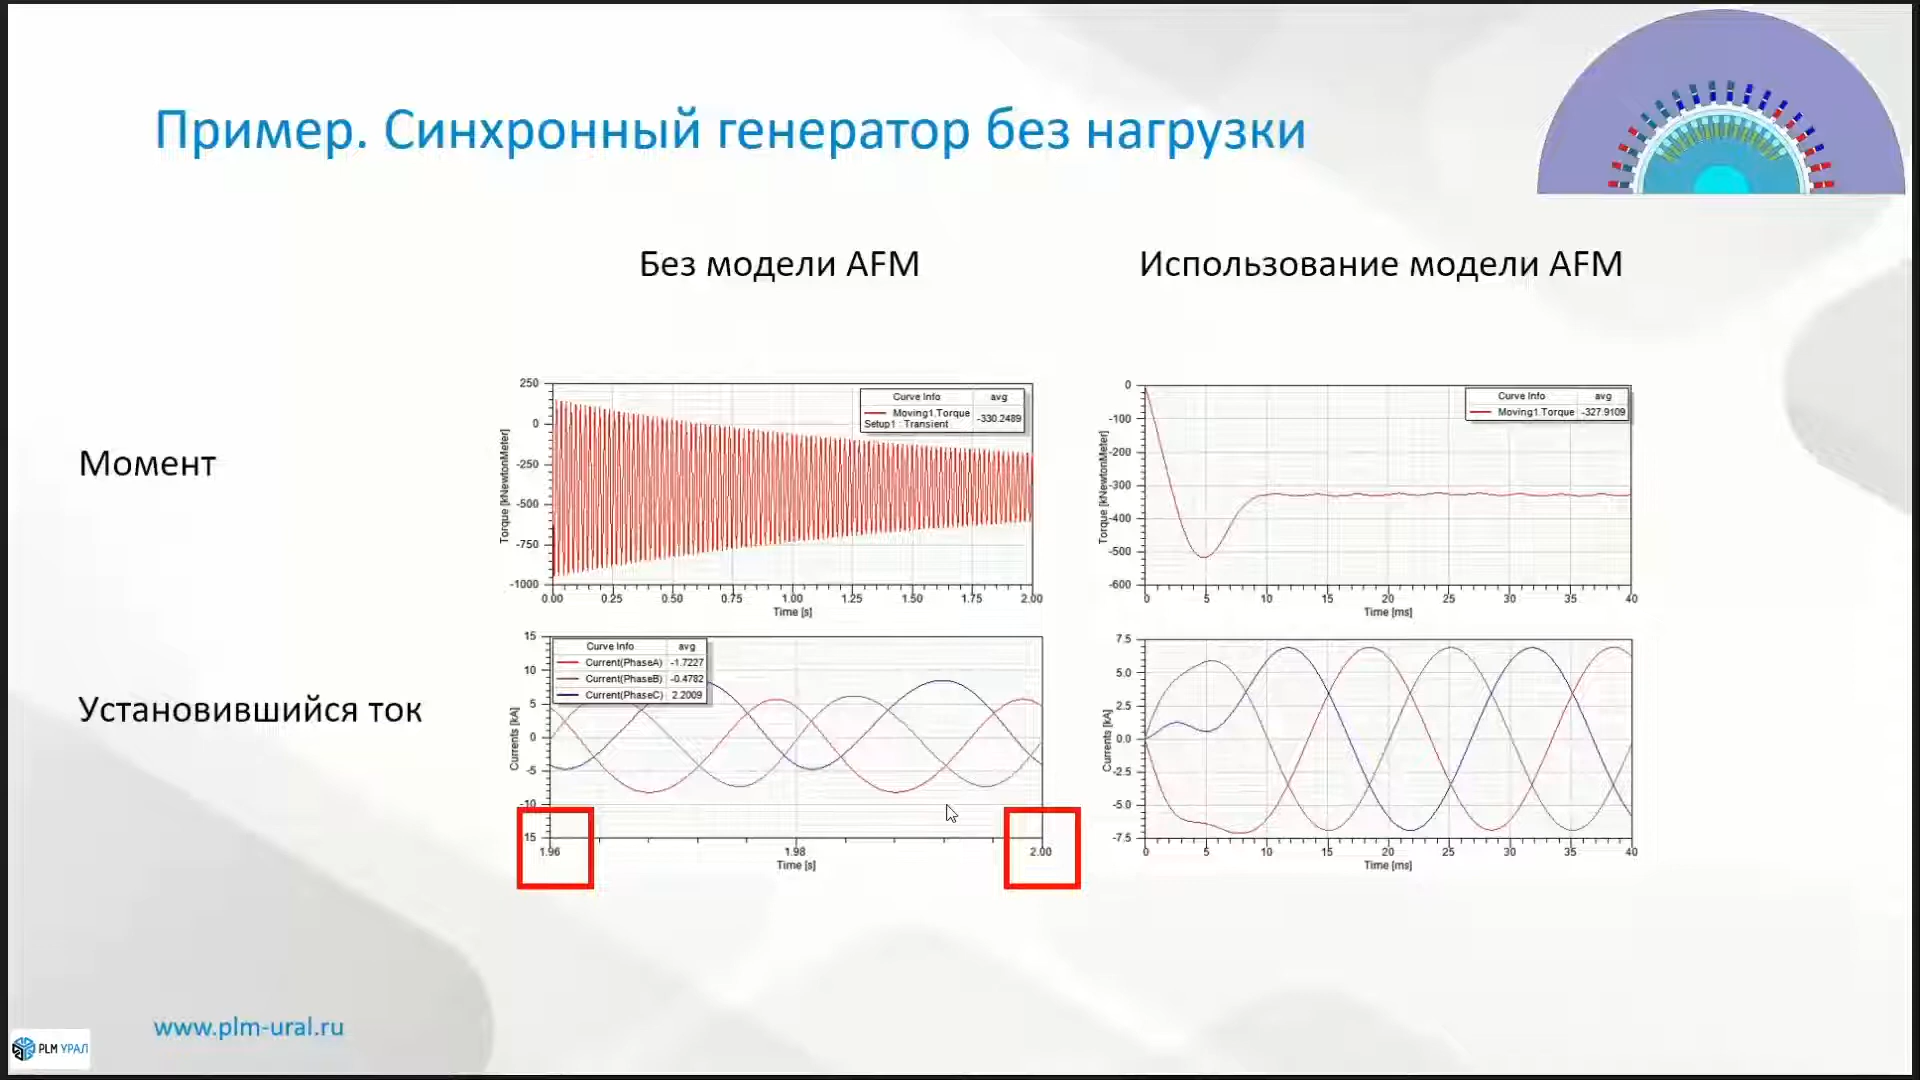 Пример. Синхронный генератор без нагрузки
Без модели AFM
Использование модели AFM
Момент
250
0
-250
-500
-750
-1000
Torque [kNewtonMeter]
Curve Info avg
Moving1.Torque
Setup1 : Transient
-330.2489
0.00 0.25 0.50 0.75 1.00 1.25 1.50 1.75 2.00
Time [s]
0
-100
-200
-300
-400
-500
-600
Torque [kNewtonMeter]
Curve Info avg
Moving1.Torque -327.9109
0 5 10 15 20 25 30 35 40
Time [ms]
Установившийся ток
15
10
5
0
-5
-10
15
Currents [kA]
Curve Info avg
Current(PhaseA) -1.7227
Current(PhaseB) -0.4782
Current(PhaseC) 2.2009
1.96 1.98 2.00
Time [s]
7.5
5.0
2.5
0.0
-2.5
-5.0
-7.5
Currents [kA]
0 5 10 15 20 25 30 35 40
Time [ms]
www.plm-ural.ru
PLM УРАЛ